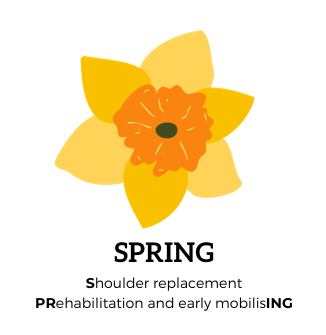 SPRING
Shoulder replacement
PRehabilitation and early mobilisING